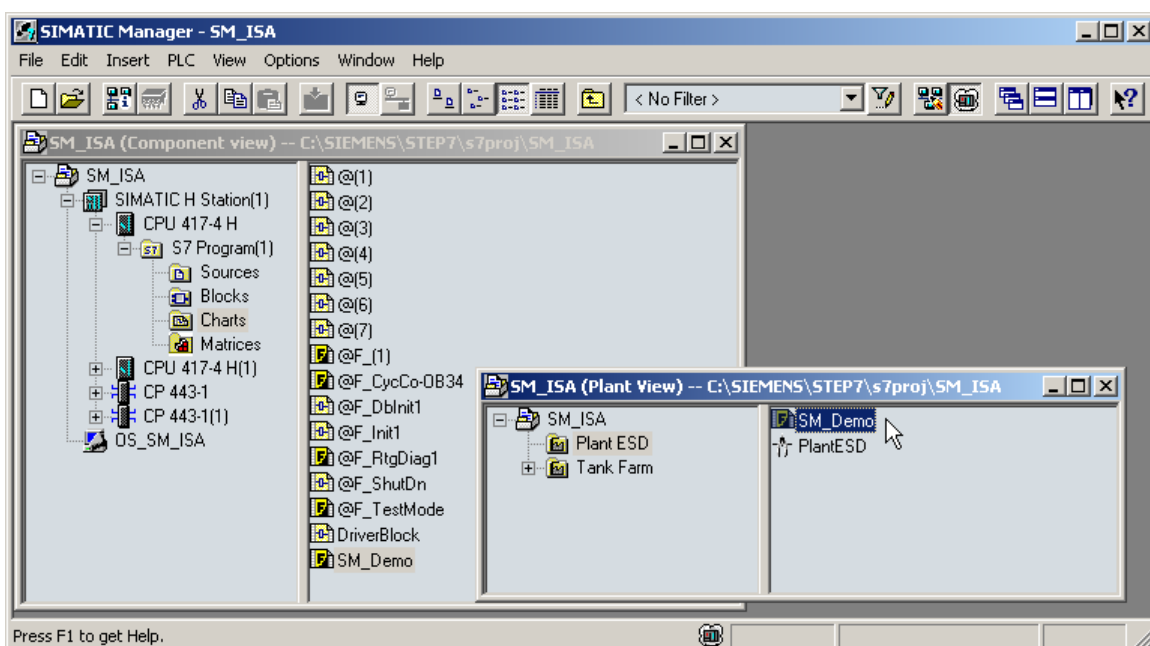 SIMATIC Manager - SM_ISA
File Edit Insert PLC View Options Window Help
< No Filter >
SM_ISA (Component view) -- C:\SIEMENS\STEP7\s7proj\SM_ISA
SM_ISA
SIMATIC H Station(1)
CPU 417-4 H
S7 Program(1)
Sources
Blocks
Charts
Matrices
CPU 417-4 H(1)
CP 443-1
CP 443-1(1)
OS_SM_ISA
@(1)
@(2)
@(3)
@(4)
@(5)
@(6)
@(7)
@F_(1)
@F_CycCo-OB34
@F_DbInit1
@F_Init1
@F_RtgDiag1
@F_ShutDn
@F_TestMode
DriverBlock
SM_Demo
SM_ISA (Plant View) -- C:\SIEMENS\STEP7\s7proj\SM_ISA
SM_ISA
Plant ESD
Tank Farm
SM_Demo
PlantESD
Press F1 to get Help.